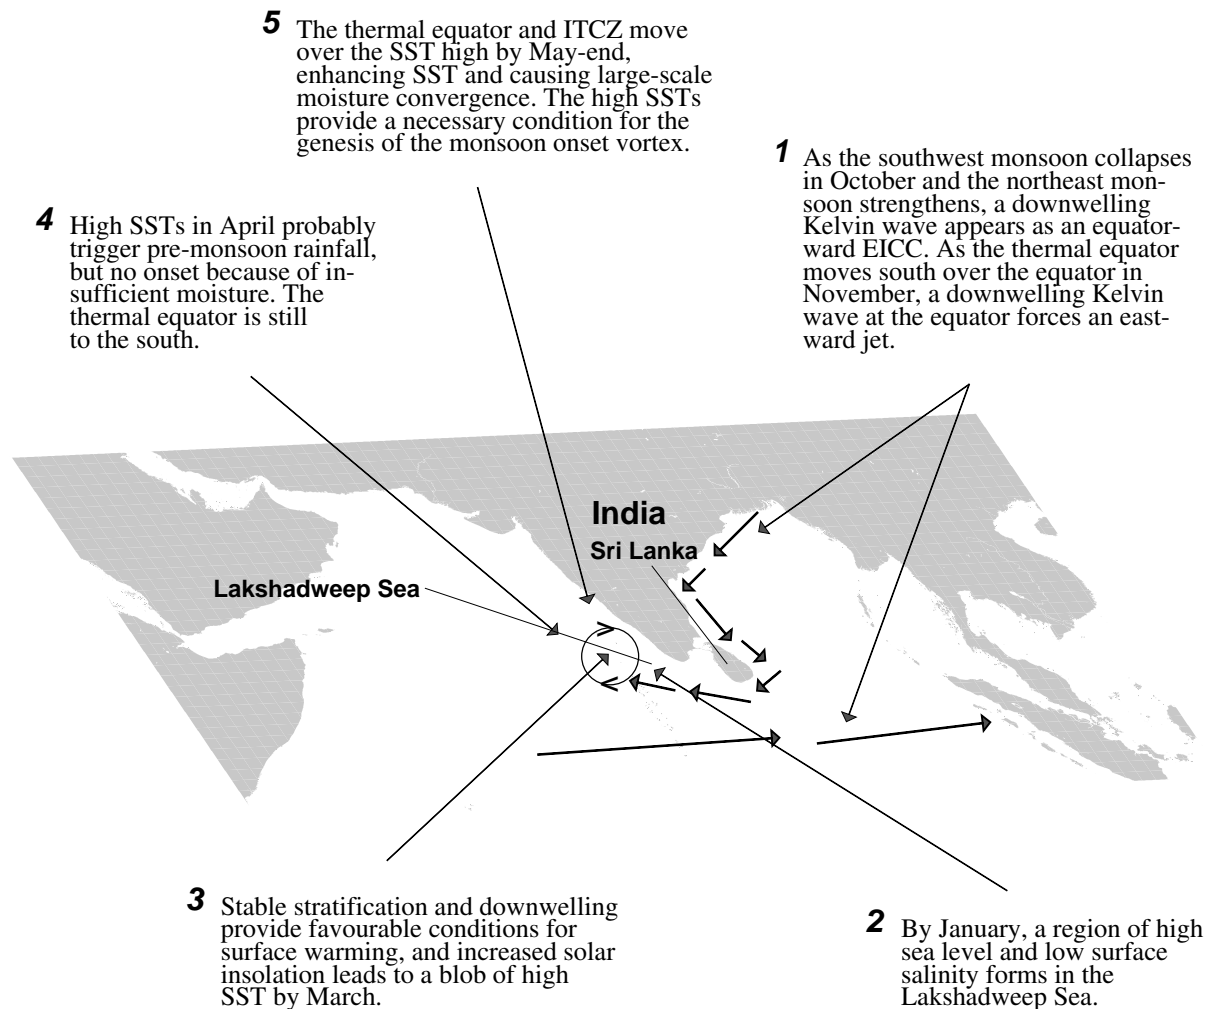 5 The thermal equator and ITCZ move
over the SST high by May-end,
enhancing SST and causing large-scale
moisture convergence. The high SSTs
provide a necessary condition for the
genesis of the monsoon onset vortex.
1 As the southwest monsoon collapses
in October and the northeast mon-
soon strengthens, a downwelling
Kelvin wave appears as an equator-
ward EICC. As the thermal equator
moves south over the equator in
November, a downwelling Kelvin
wave at the equator forces an east-
ward jet.
4 High SSTs in April probably
trigger pre-monsoon rainfall,
but no onset because of in-
sufficient moisture. The
thermal equator is still
to the south.
India
Sri Lanka
Lakshadweep Sea
3 Stable stratification and downwelling
provide favourable conditions for
surface warming, and increased solar
insolation leads to a blob of high
SST by March.
2 By January, a region of high
sea level and low surface
salinity forms in the
Lakshadweep Sea.